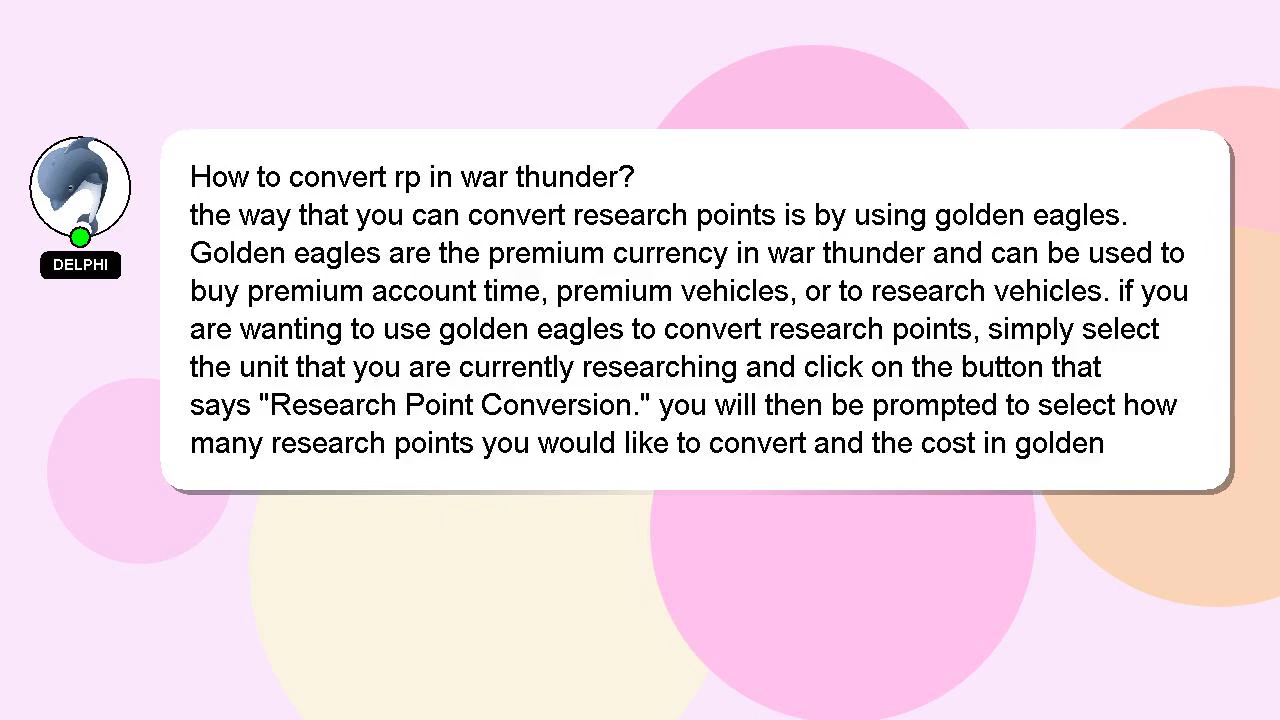 How to convert rp in war thunder?
the way that you can convert research points is by using golden eagles.
Golden eagles are the premium currency in war thunder and can be used to
buy premium account time, premium vehicles, or to research vehicles. if you
are wanting to use golden eagles to convert research points, simply select
the unit that you are currently researching and click on the button that
says "Research Point Conversion." you will then be prompted to select how
many research points you would like to convert and the cost in golden
DELPHI